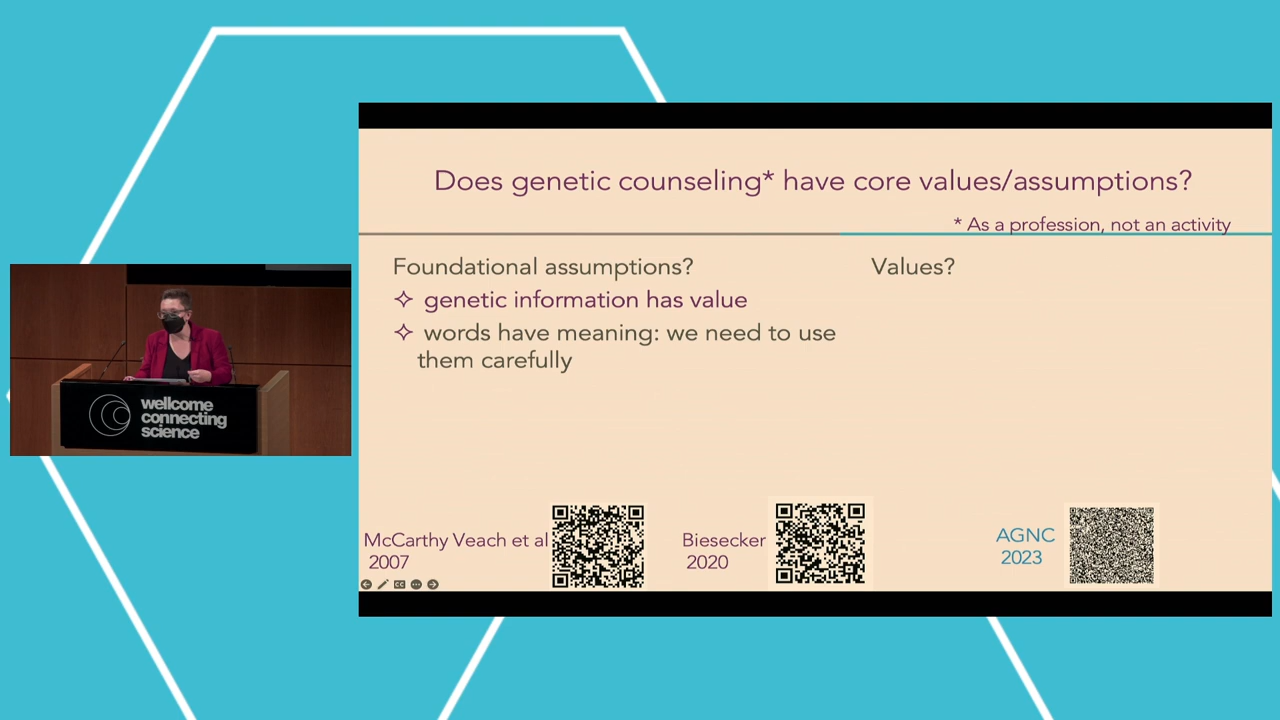 Does genetic counseling* have core values/assumptions?
* As a profession, not an activity
Foundational assumptions?
✧ genetic information has value
✧ words have meaning: we need to use
them carefully
Values?
McCarthy Veach et al
2007
Biesecker
2020
AGNC
2023
wellcome
connecting
science